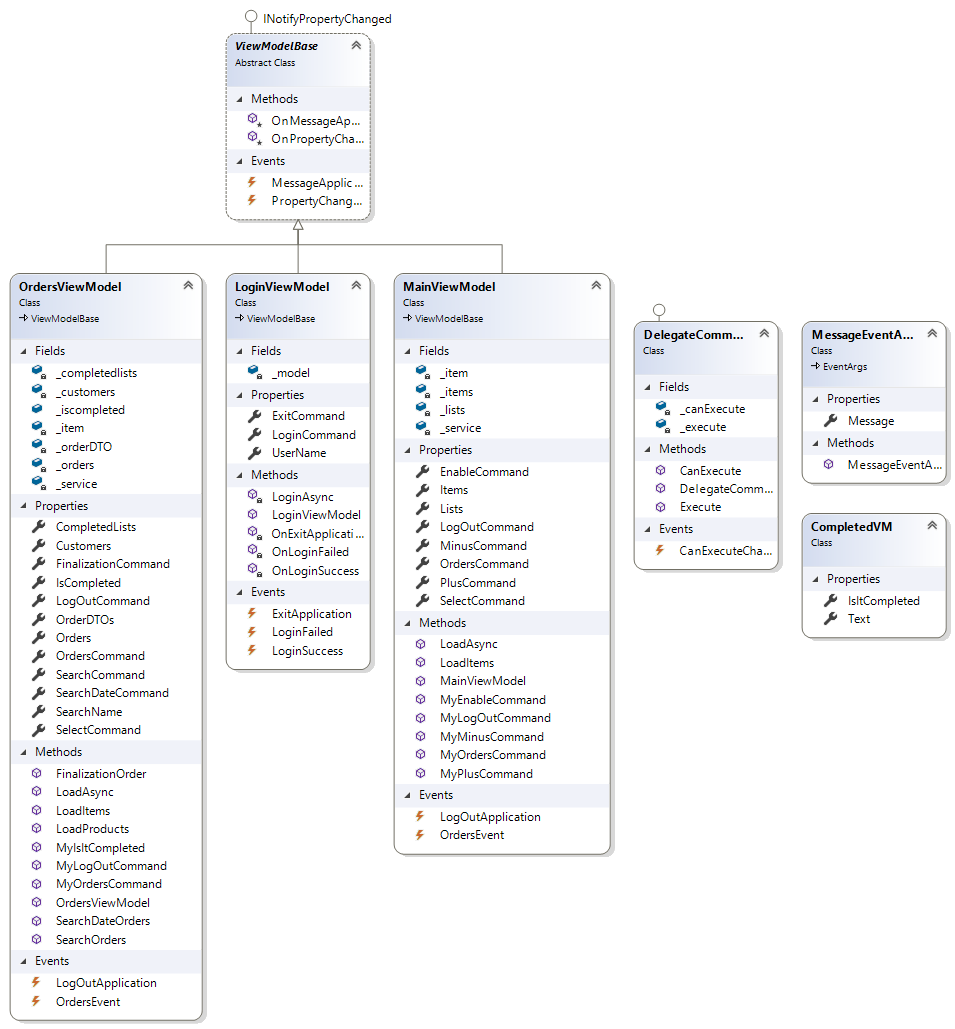 INotifyPropertyChanged
ViewModelBase
Abstract Class
Methods
OnMessageAp...
OnPropertyCha...
Events
MessageApplic ...
PropertyChang...
OrdersViewModel
Class
ViewModelBase
Fields
_completedlists
_customers
_iscompleted
_item
_orderDTO
_orders
_service
Properties
CompletedLists
Customers
FinalizationCommand
IsCompleted
LogOutCommand
OrderDTOs
Orders
OrdersCommand
SearchCommand
SearchDateCommand
SearchName
SelectCommand
Methods
FinalizationOrder
LoadAsync
LoadItems
LoadProducts
MyIsItCompleted
MyLogOutCommand
MyOrdersCommand
OrdersViewModel
SearchDateOrders
SearchOrders
Events
LogOutApplication
OrdersEvent
LoginViewModel
Class
ViewModelBase
Fields
_model
Properties
ExitCommand
LoginCommand
UserName
Methods
LoginAsync
LoginViewModel
OnExitApplicati ...
OnLoginFailed
OnLoginSuccess
Events
ExitApplication
LoginFailed
LoginSuccess
MainViewModel
Class
ViewModelBase
Fields
_item
_items
_lists
_service
Properties
EnableCommand
Items
Lists
LogOutCommand
MinusCommand
OrdersCommand
PlusCommand
SelectCommand
Methods
LoadAsync
LoadItems
MainViewModel
MyEnableCommand
MyLogOutCommand
MyMinusCommand
MyOrdersCommand
MyPlusCommand
Events
LogOutApplication
OrdersEvent
DelegateComm...
Class
Fields
_canExecute
_execute
Methods
CanExecute
DelegateComm...
Execute
Events
CanExecuteCha...
MessageEventA...
Class
EventArgs
Properties
Message
Methods
MessageEventA...
CompletedVM
Class
Properties
IsItCompleted
Text